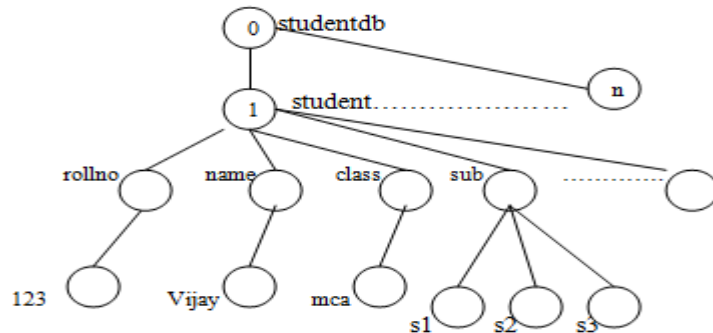 0 studentdb
n
1 student
rollno name class sub
123 Vijay mca s1 s2 s3